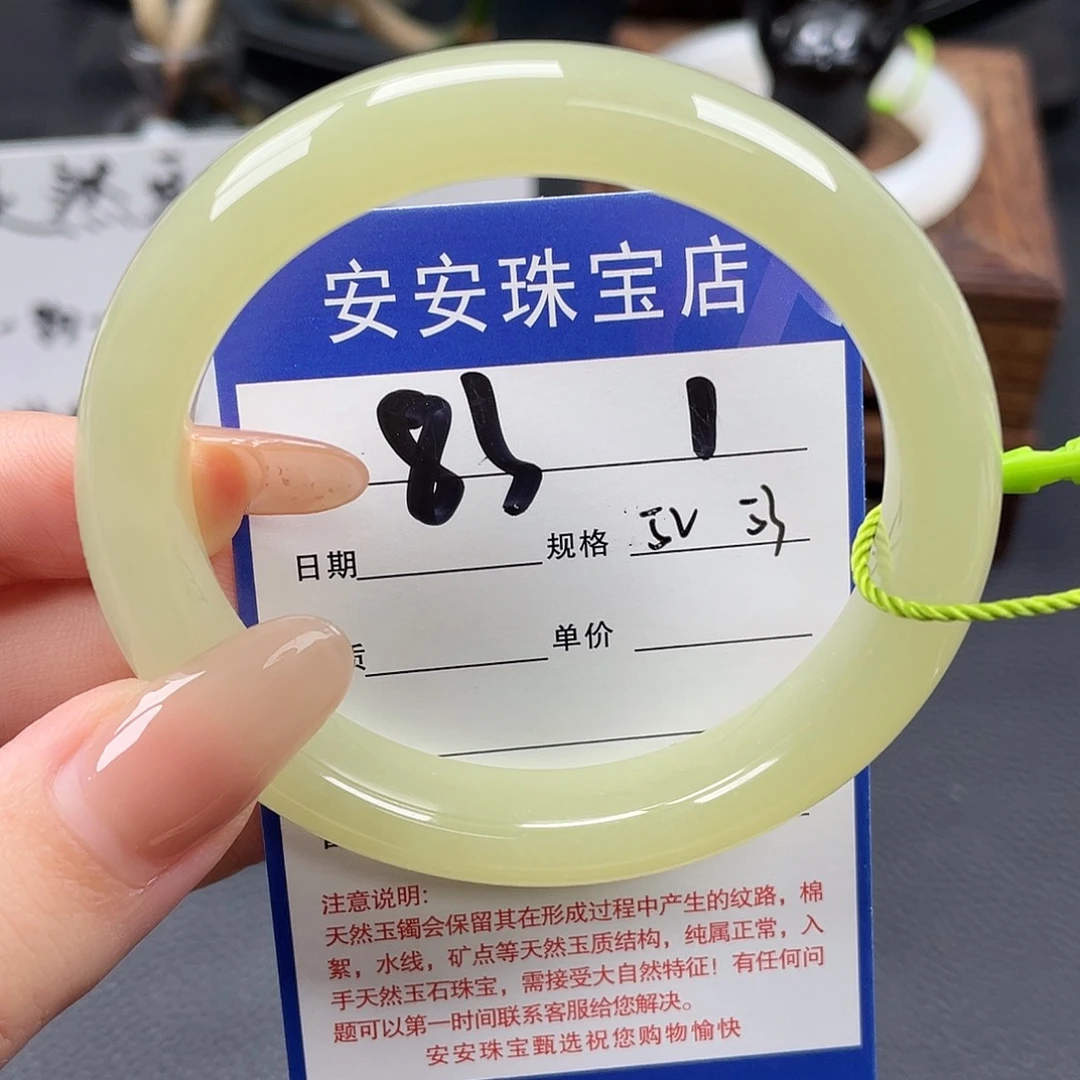 安安珠宝店
日期 规格
质 单价
注意说明:
天然玉镯会保留其在形成过程中产生的纹路，棉
絮，水线，矿点等天然玉质结构，纯属正常，入
手天然玉石珠宝，需接受大自然特征！有任何问
题可以第一时间联系客服给您解决。
安安珠宝甄选祝您购物愉快